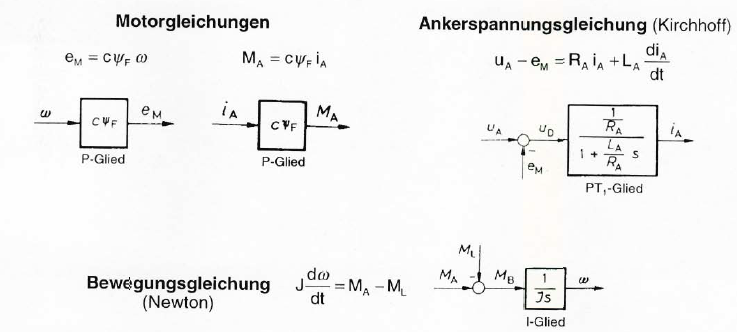 Motorgleichungen
Ankerspannungsgleichung (Kirchhoff)
e_M = cψ_F ω
M_A = cψ_F i_A
u_A − e_M = R_A i_A + L_A di_A/dt
ω cψ_F e_M
i_A cψ_F M_A
P-Glied
P-Glied
u_A u_D − e_M
1/R_A
1 + L_A/R_A s
i_A
PT₁-Glied
Bewegungsgleichung
(Newton)
J dω/dt = M_A − M_L
M_L
M_A − M_B 1/Js ω
I-Glied